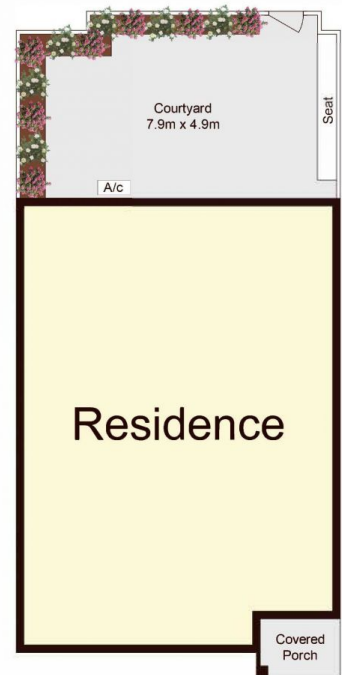 Courtyard
7.9m x 4.9m
Seat
A/c
Residence
Covered
Porch